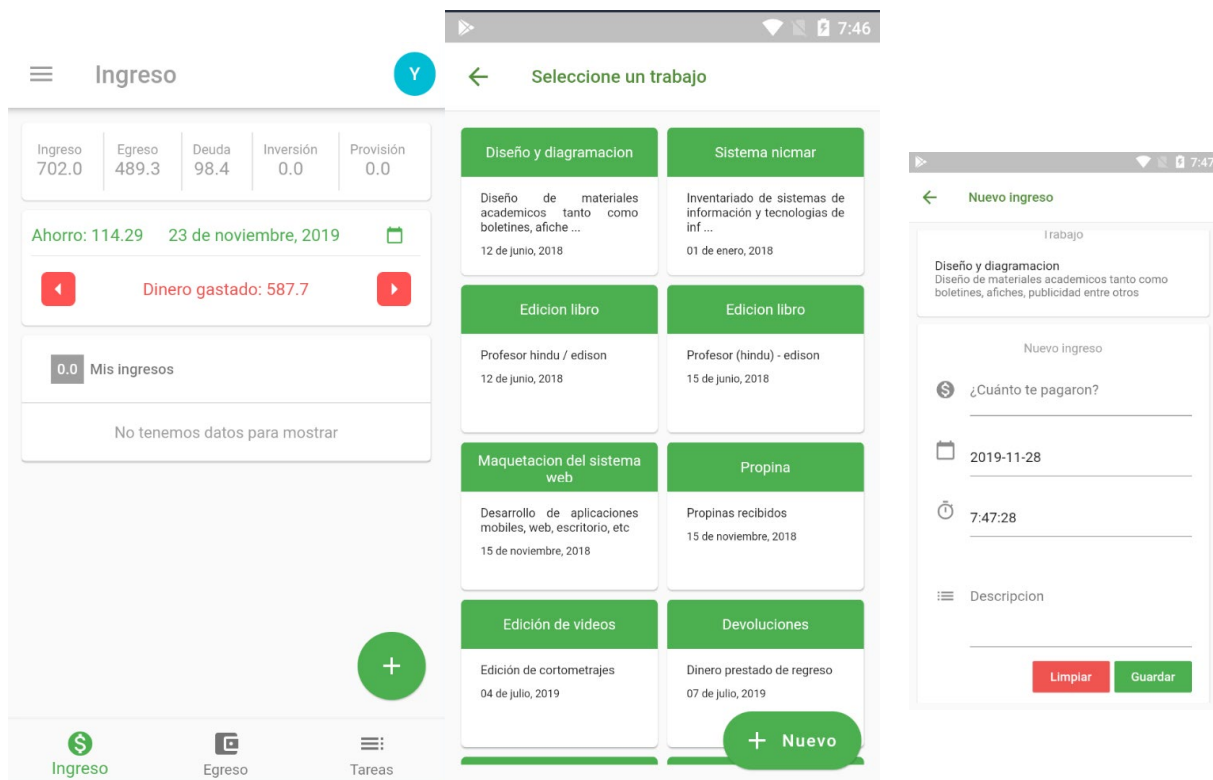 Ingreso
Y
Ingreso Egreso Deuda Inversión Provisión
702.0 489.3 98.4 0.0 0.0
Ahorro: 114.29 23 de noviembre, 2019
Dinero gastado: 587.7
0.0 Mis ingresos
No tenemos datos para mostrar
Ingreso Egreso Tareas
7:46
Seleccione un trabajo
Diseño y diagramacion
Diseño de materiales
academicos tanto como
boletines, afiche ...
12 de junio, 2018
Sistema nicmar
Inventariado de sistemas de
información y tecnologias de
inf ...
01 de enero, 2018
Edicion libro
Profesor hindu / edison
12 de junio, 2018
Edicion libro
Profesor (hindu) - edison
15 de junio, 2018
Maquetacion del sistema
web
Desarrollo de aplicaciones
mobiles, web, escritorio, etc
15 de noviembre, 2018
Propina
Propinas recibidos
15 de noviembre, 2018
Edición de videos
Edición de cortometrajes
04 de julio, 2019
Devoluciones
Dinero prestado de regreso
07 de julio, 2019
Nuevo
7:47
Nuevo ingreso
Trabajo
Diseño y diagramacion
Diseño de materiales academicos tanto como
boletines, afiches, publicidad entre otros
Nuevo ingreso
¿Cuánto te pagaron?
2019-11-28
7:47:28
Descripcion
Limpiar Guardar